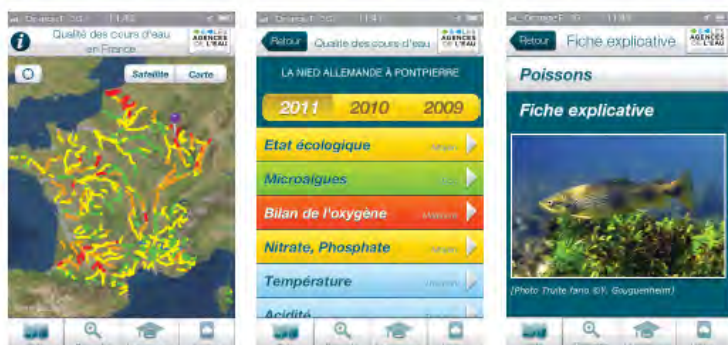 Qualité des cours d'eau
en France
AGENCES
DE L'EAU
Satellite
Carte
Retour
Qualité des cours d'eau
AGENCES
DE L'EAU
LA NIED ALLEMANDE À PONTPIERRE
2011
2010
2009
Etat écologique
Microalgues
Bilan de l'oxygène
Nitrate, Phosphate
Température
Acidité
Retour
Fiche explicative
AGENCES
DE L'EAU
Poissons
Fiche explicative
(Photo Truite fario ©Y. Gouguenheim)